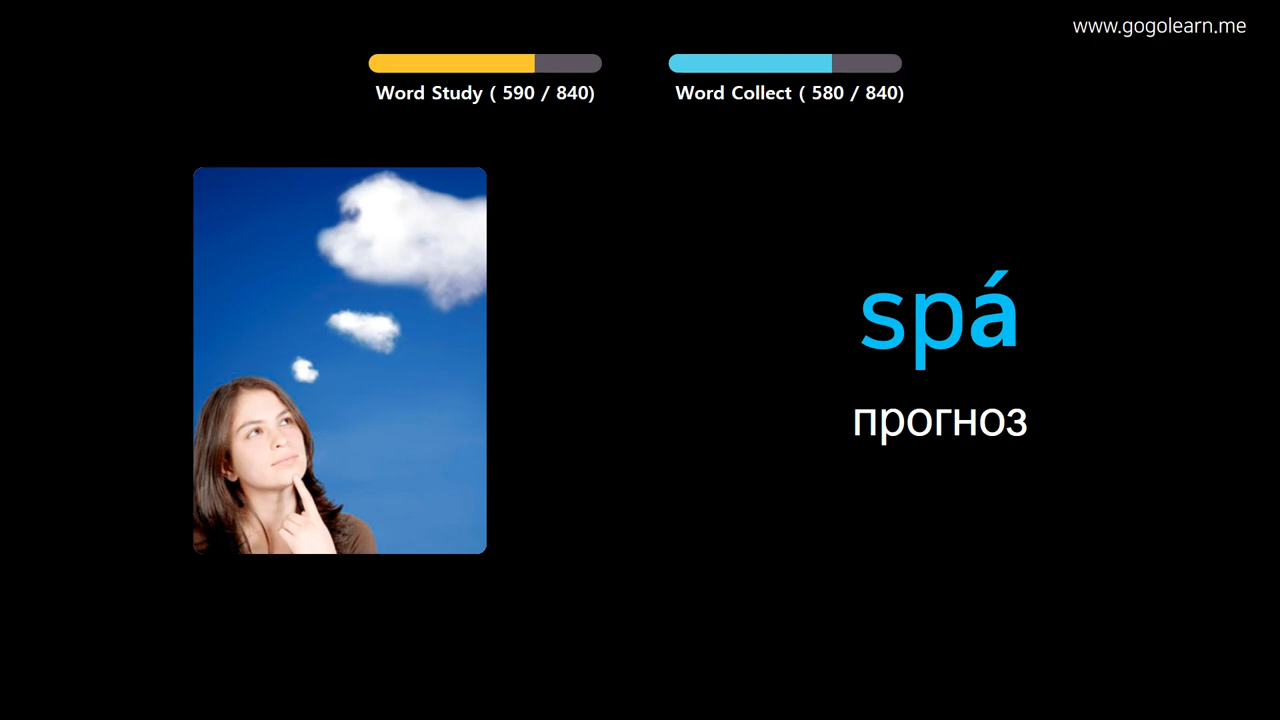 www.gogolearn.me
Word Study ( 590 / 840)
Word Collect ( 580 / 840)
spá
прогноз